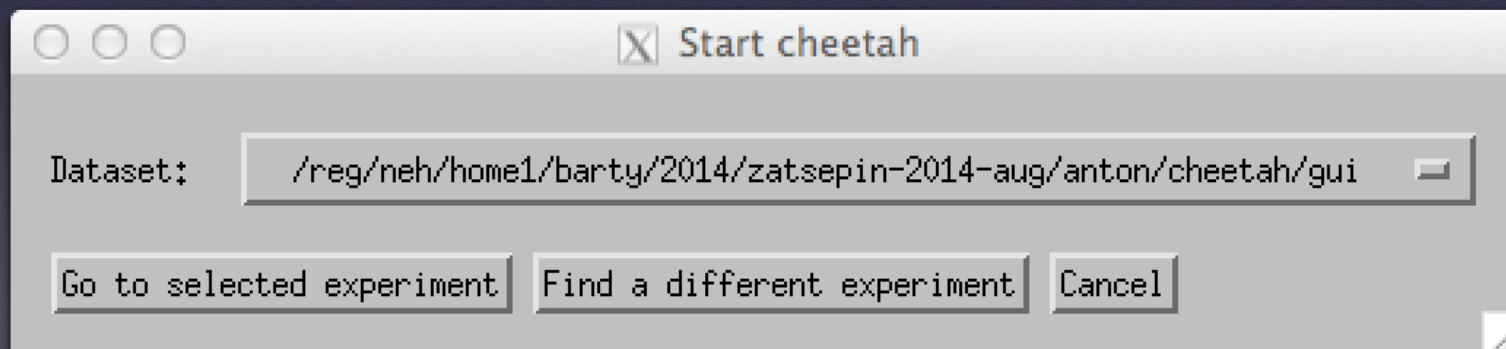 Start cheetah
Dataset: /reg/neh/home1/barty/2014/zatsepin-2014-aug/anton/cheetah/gui
Go to selected experiment Find a different experiment Cancel